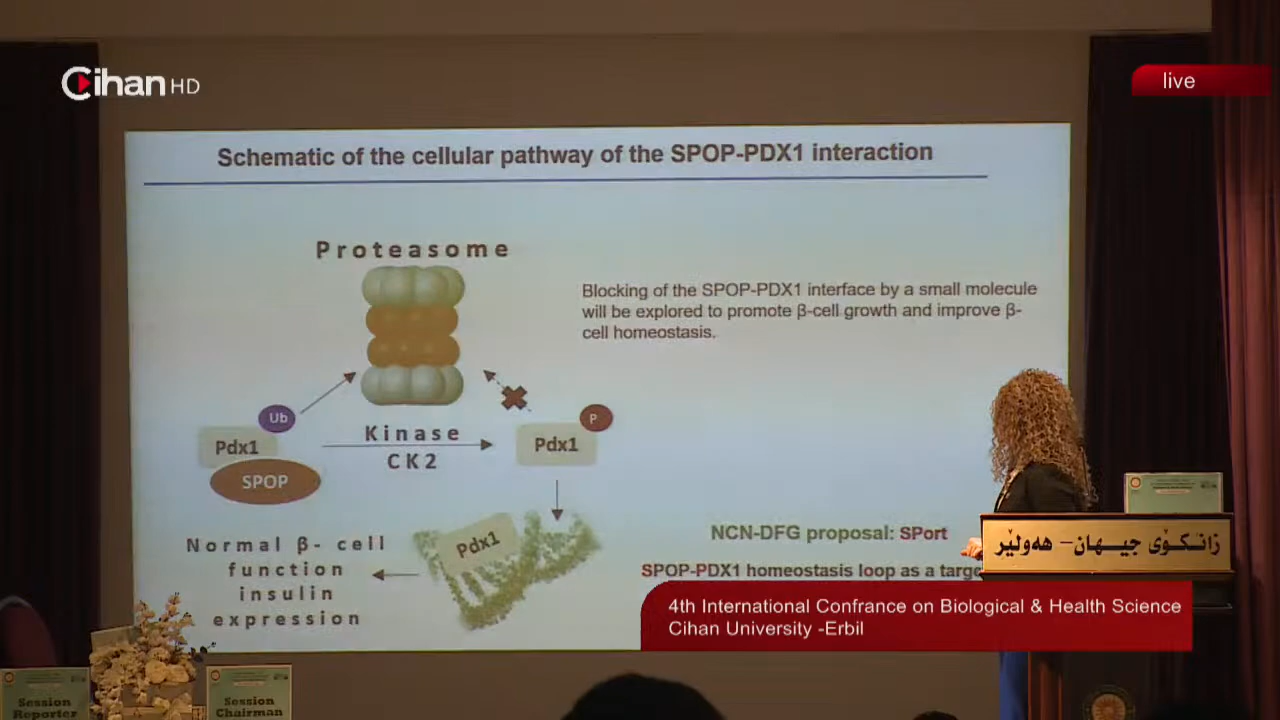 Cihan HD
live
Schematic of the cellular pathway of the SPOP-PDX1 interaction
Proteasome
Blocking of the SPOP-PDX1 interface by a small molecule
will be explored to promote β-cell growth and improve β-
cell homeostasis.
Ub
Pdx1
SPOP
Kinase
CK2
P
Pdx1
Pdx1
Normal β- cell
function
insulin
expression
NCN-DFG proposal: SPort
SPOP-PDX1 homeostasis loop as a targe
زانکۆی جیهان - هەولێر
4th International Confrance on Biological & Health Science
Cihan University -Erbil
Session
Reporter
Session
Chairman